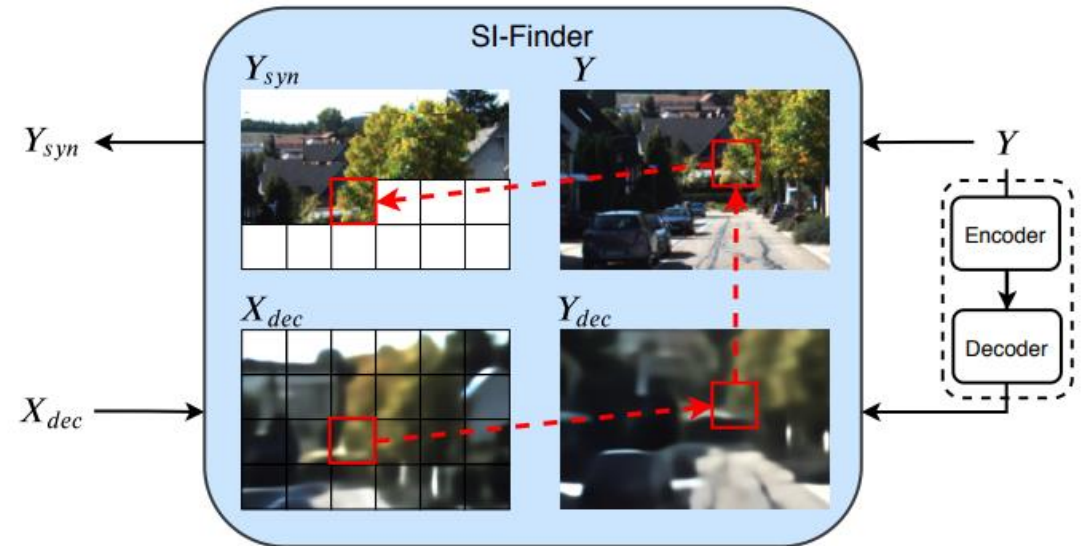 SI-Finder
Y_syn
Y
Y_syn
Y
Encoder
X_dec
Y_dec
Decoder
X_dec